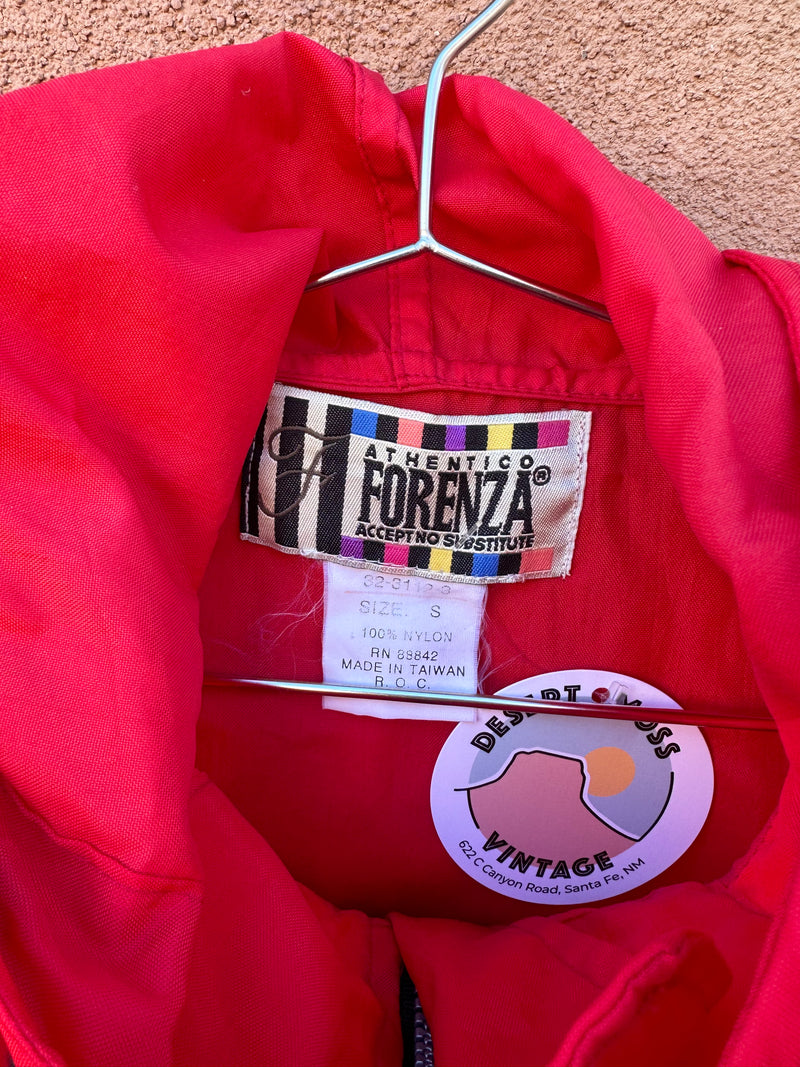 F
ATHENTICO
FORENZA®
ACCEPT NO SUBSTITUTE
SIZE: S
100% NYLON
RN 88842
MADE IN TAIWAN
R. O. C.
DESERT MOSS
VINTAGE
622 C Canyon Road, Santa Fe, NM